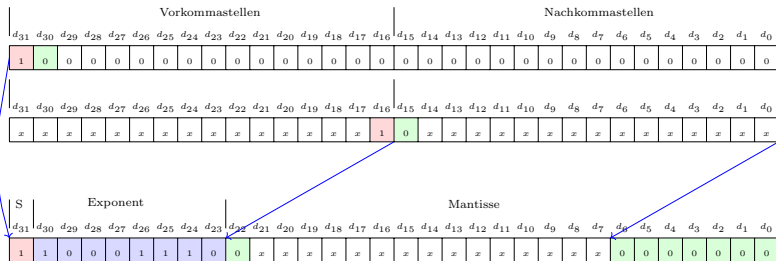 Vorkommastellen Nachkommastellen
d31 d30 d29 d28 d27 d26 d25 d24 d23 d22 d21 d20 d19 d18 d17 d16 d15 d14 d13 d12 d11 d10 d9 d8 d7 d6 d5 d4 d3 d2 d1 d0
1 0 0 0 0 0 0 0 0 0 0 0 0 0 0 0 0 0 0 0 0 0 0 0 0 0 0 0 0 0 0 0
d31 d30 d29 d28 d27 d26 d25 d24 d23 d22 d21 d20 d19 d18 d17 d16 d15 d14 d13 d12 d11 d10 d9 d8 d7 d6 d5 d4 d3 d2 d1 d0
x x x x x x x x x x x x x x x 1 0 x x x x x x x x x x x x x x x
S Exponent Mantisse
d31 d30 d29 d28 d27 d26 d25 d24 d23 d22 d21 d20 d19 d18 d17 d16 d15 d14 d13 d12 d11 d10 d9 d8 d7 d6 d5 d4 d3 d2 d1 d0
1 1 0 0 0 1 1 1 0 0 x x x x x x x x x x x x x x x 0 0 0 0 0 0 0